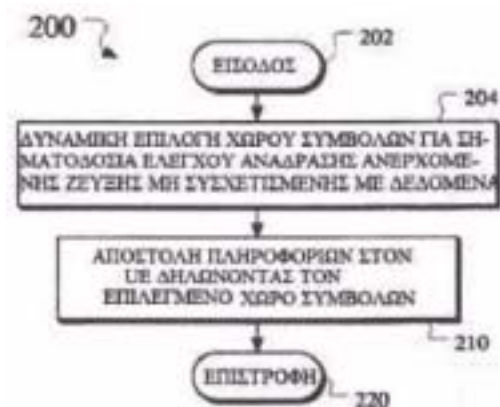 200
202
ΕΙΣΟΔΟΣ
204
ΔΥΝΑΜΙΚΗ ΕΠΙΛΟΓΗ ΧΩΡΟΥ ΣΥΜΒΟΛΩΝ ΓΙΑ ΣΗ-
ΜΑΤΟΔΟΣΙΑ ΕΛΕΓΧΟΥ ΑΝΑΔΡΑΣΗΣ ΑΝΕΡΧΟΜΕ-
ΝΗΣ ΖΕΥΞΗΣ ΜΗ ΣΥΣΧΕΤΙΣΜΕΝΗΣ ΜΕ ΔΕΔΟΜΕΝΑ
ΑΠΟΣΤΟΛΗ ΠΛΗΡΟΦΟΡΙΩΝ ΣΤΟΝ
UE ΔΗΛΩΝΟΝΤΑΣ ΤΟΝ
ΕΠΙΛΕΓΜΕΝΟ ΧΩΡΟ ΣΥΜΒΟΛΩΝ
210
ΕΠΙΣΤΡΟΦΗ
220